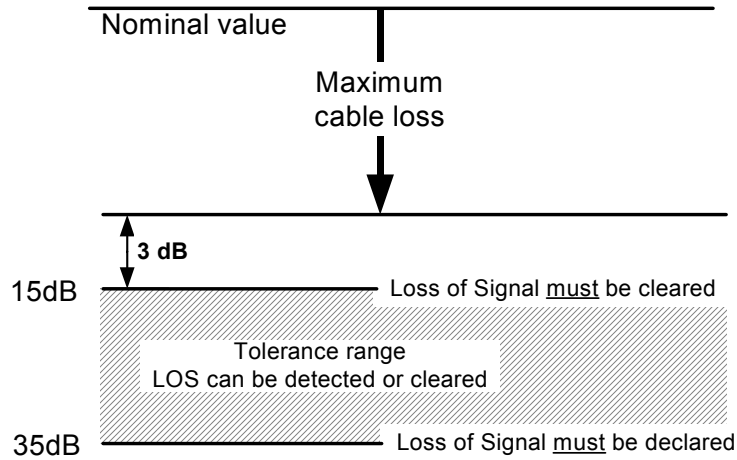 Nominal value
Maximum
cable loss
3 dB
15dB
Loss of Signal must be cleared
Tolerance range
LOS can be detected or cleared
35dB
Loss of Signal must be declared